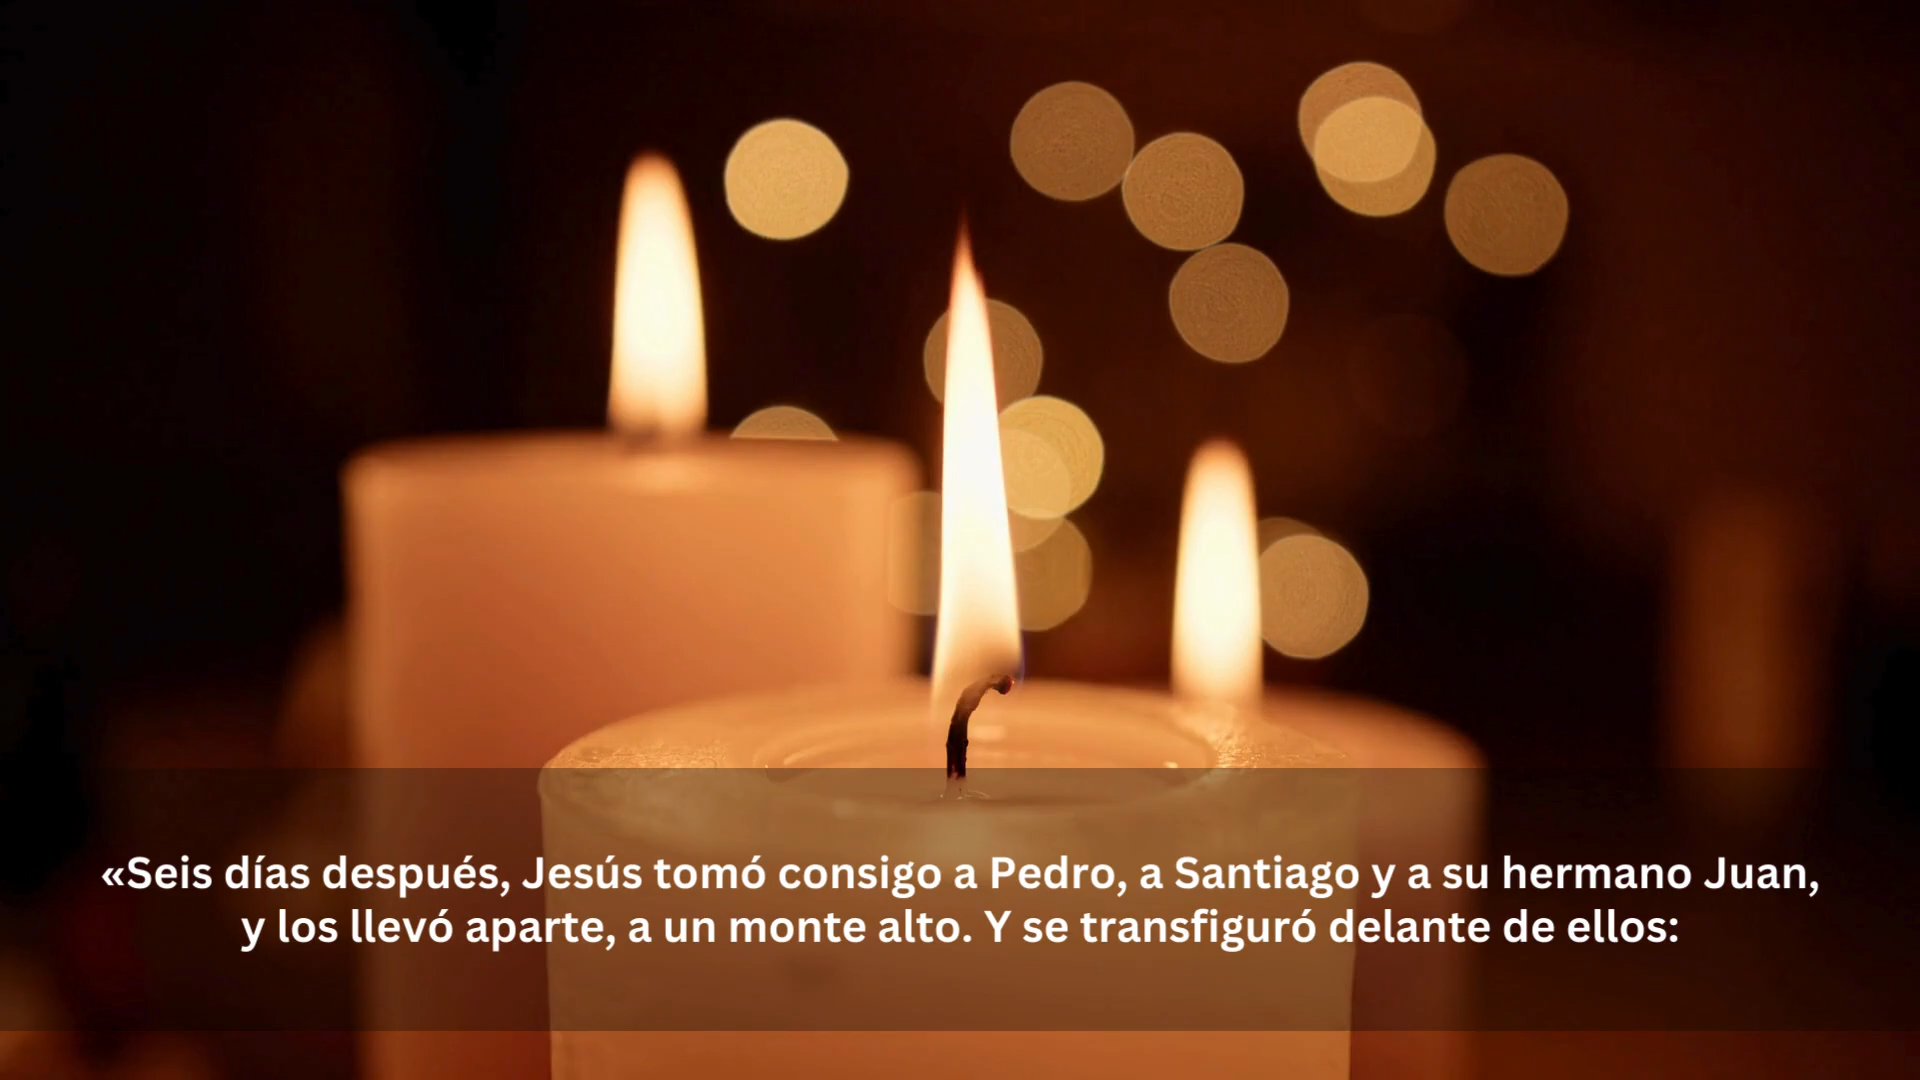 «Seis días después, Jesús tomó consigo a Pedro, a Santiago y a su hermano Juan,
y los llevó aparte, a un monte alto. Y se transfiguró delante de ellos: